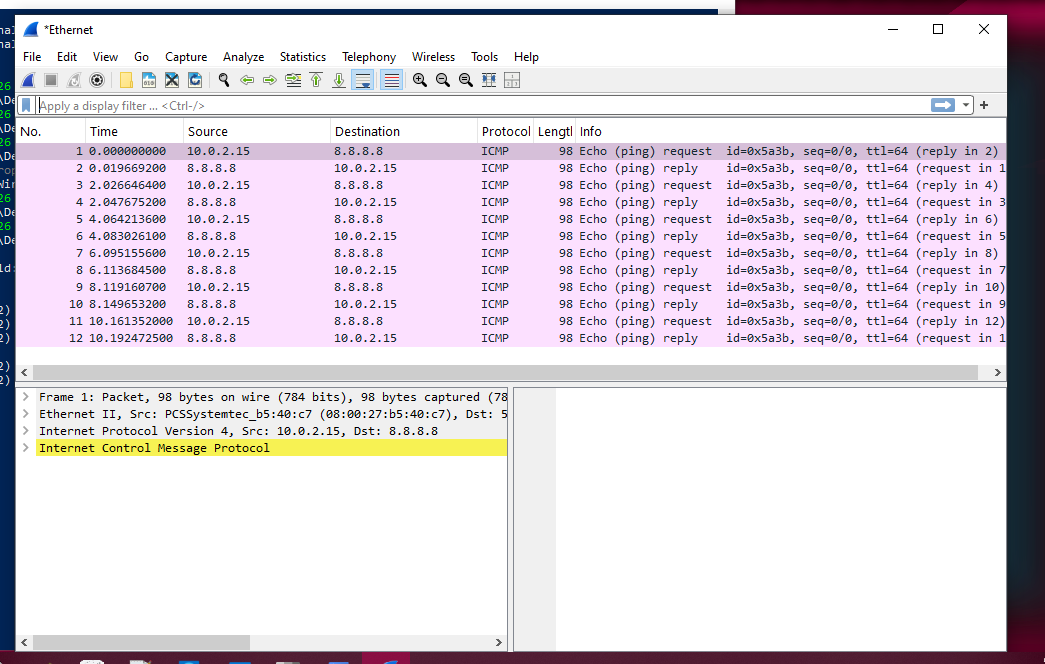 *Ethernet
File Edit View Go Capture Analyze Statistics Telephony Wireless Tools Help
Apply a display filter ... <Ctrl-/>
No. Time Source Destination Protocol Lengtl Info
1 0.000000000 10.0.2.15 8.8.8.8 ICMP 98 Echo (ping) request id=0x5a3b, seq=0/0, ttl=64 (reply in 2)
2 0.019669200 8.8.8.8 10.0.2.15 ICMP 98 Echo (ping) reply id=0x5a3b, seq=0/0, ttl=64 (request in 1
3 2.026646400 10.0.2.15 8.8.8.8 ICMP 98 Echo (ping) request id=0x5a3b, seq=0/0, ttl=64 (reply in 4)
4 2.047675200 8.8.8.8 10.0.2.15 ICMP 98 Echo (ping) reply id=0x5a3b, seq=0/0, ttl=64 (request in 3
5 4.064213600 10.0.2.15 8.8.8.8 ICMP 98 Echo (ping) request id=0x5a3b, seq=0/0, ttl=64 (reply in 6)
6 4.083026100 8.8.8.8 10.0.2.15 ICMP 98 Echo (ping) reply id=0x5a3b, seq=0/0, ttl=64 (request in 5
7 6.095155600 10.0.2.15 8.8.8.8 ICMP 98 Echo (ping) request id=0x5a3b, seq=0/0, ttl=64 (reply in 8)
8 6.113684500 8.8.8.8 10.0.2.15 ICMP 98 Echo (ping) reply id=0x5a3b, seq=0/0, ttl=64 (request in 7
9 8.119160700 10.0.2.15 8.8.8.8 ICMP 98 Echo (ping) request id=0x5a3b, seq=0/0, ttl=64 (reply in 10)
10 8.149653200 8.8.8.8 10.0.2.15 ICMP 98 Echo (ping) reply id=0x5a3b, seq=0/0, ttl=64 (request in 9
11 10.161352000 10.0.2.15 8.8.8.8 ICMP 98 Echo (ping) request id=0x5a3b, seq=0/0, ttl=64 (reply in 12)
12 10.192472500 8.8.8.8 10.0.2.15 ICMP 98 Echo (ping) reply id=0x5a3b, seq=0/0, ttl=64 (request in 1
Frame 1: Packet, 98 bytes on wire (784 bits), 98 bytes captured (78
Ethernet II, Src: PCSSystemtec_b5:40:c7 (08:00:27:b5:40:c7), Dst: 5
Internet Protocol Version 4, Src: 10.0.2.15, Dst: 8.8.8.8
Internet Control Message Protocol